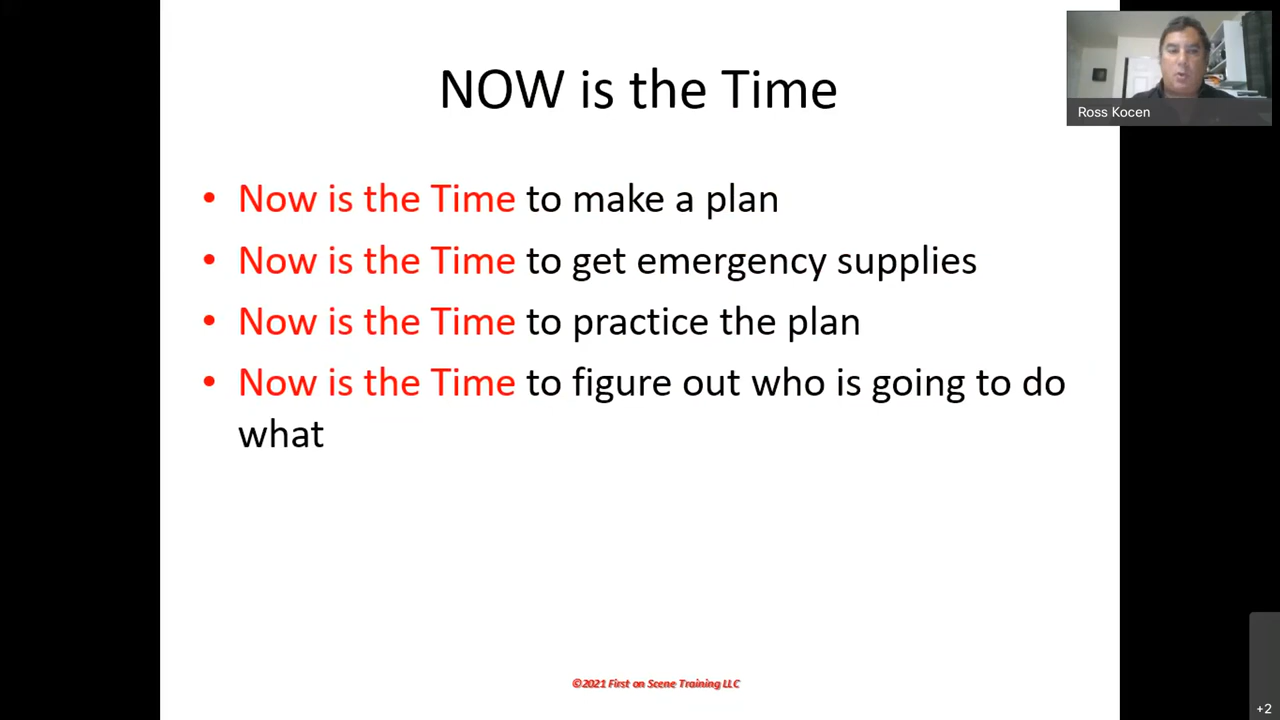 NOW is the Time
Ross Kocen
• Now is the Time to make a plan
• Now is the Time to get emergency supplies
• Now is the Time to practice the plan
• Now is the Time to figure out who is going to do
what
©2021 First on Scene Training LLC
+2